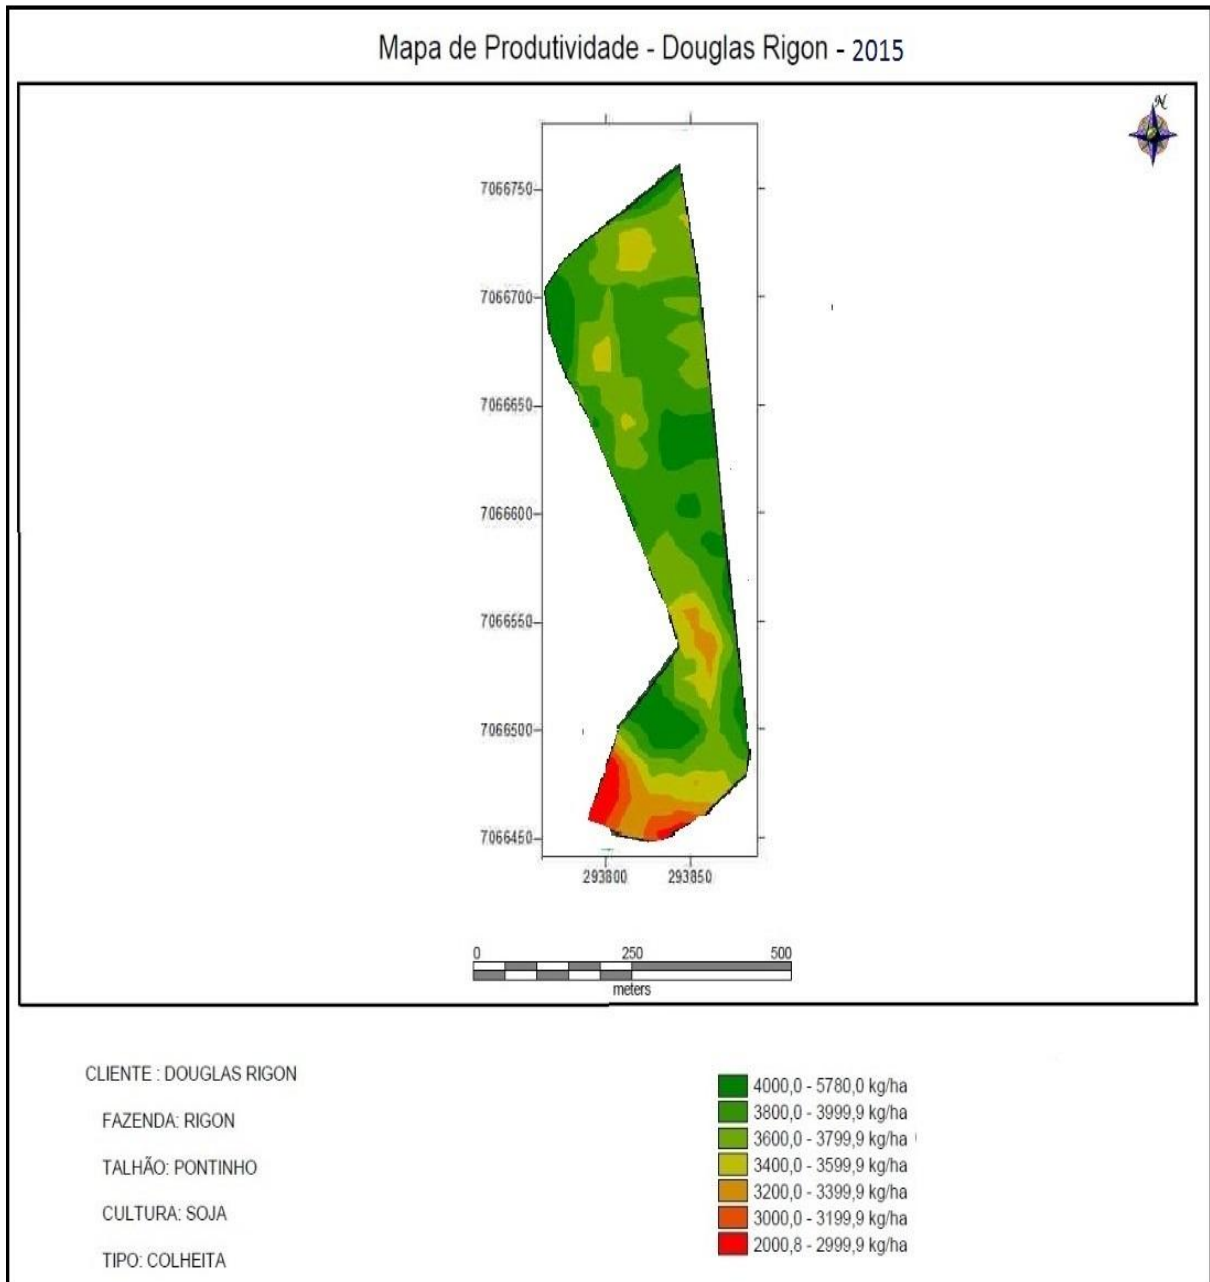 Mapa de Produtividade - Douglas Rigon - 2015
N
7066750
7066700
7066650
7066600
7066550
7066500
7066450
293800 293850
0 250 500
meters
CLIENTE : DOUGLAS RIGON
FAZENDA: RIGON
TALHÃO: PONTINHO
CULTURA: SOJA
TIPO: COLHEITA
4000,0 - 5780,0 kg/ha
3800,0 - 3999,9 kg/ha
3600,0 - 3799,9 kg/ha
3400,0 - 3599,9 kg/ha
3200,0 - 3399,9 kg/ha
3000,0 - 3199,9 kg/ha
2000,8 - 2999,9 kg/ha